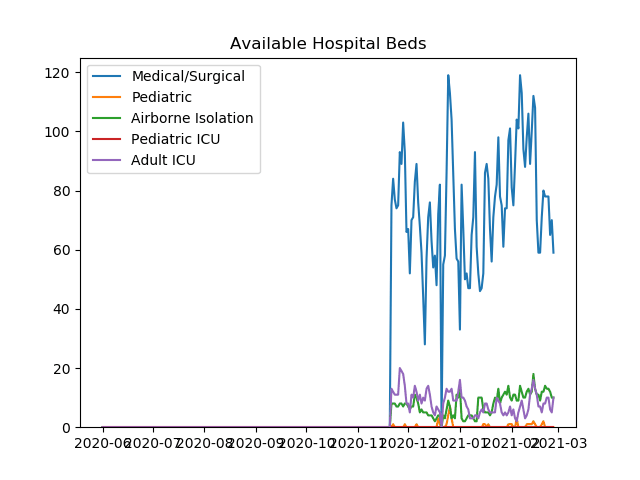 Available Hospital Beds
120
100
80
60
40
20
0
Medical/Surgical
Pediatric
Airborne Isolation
Pediatric ICU
Adult ICU
2020-06 2020-07 2020-08 2020-09 2020-10 2020-11 2020-12 2021-01 2021-02 2021-03